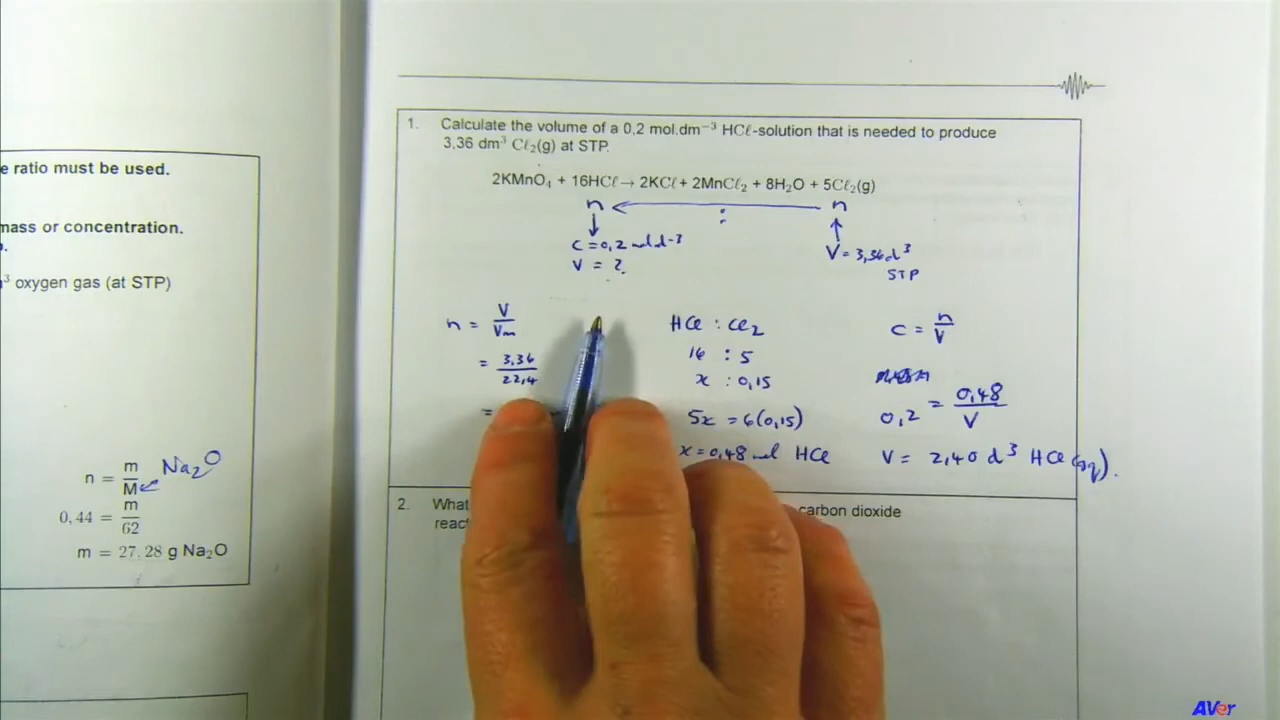 e ratio must be used.
mass or concentration.
³ oxygen gas (at STP)
n = m/M Na₂O
0,44 = m/62
m = 27,28 g Na₂O
1. Calculate the volume of a 0,2 mol.dm⁻³ HCℓ-solution that is needed to produce
3,36 dm³ Cℓ₂(g) at STP.
2KMnO₄ + 16HCℓ → 2KCℓ + 2MnCℓ₂ + 8H₂O + 5Cℓ₂(g)
n ← : n
c = 0,2 mol d⁻³
V = ?
V = 3,36 d³
STP
n = V/Vm
= 3,36/22,4
=
HCℓ : Cℓ₂
16 : 5
x : 0,15
5x = 6(0,15)
x = 0,48 mol HCℓ
c = n/V
0,2 = 0,48/V
V = 2,40 d³ HCℓ (aq).
2. What carbon dioxide
react
AVer